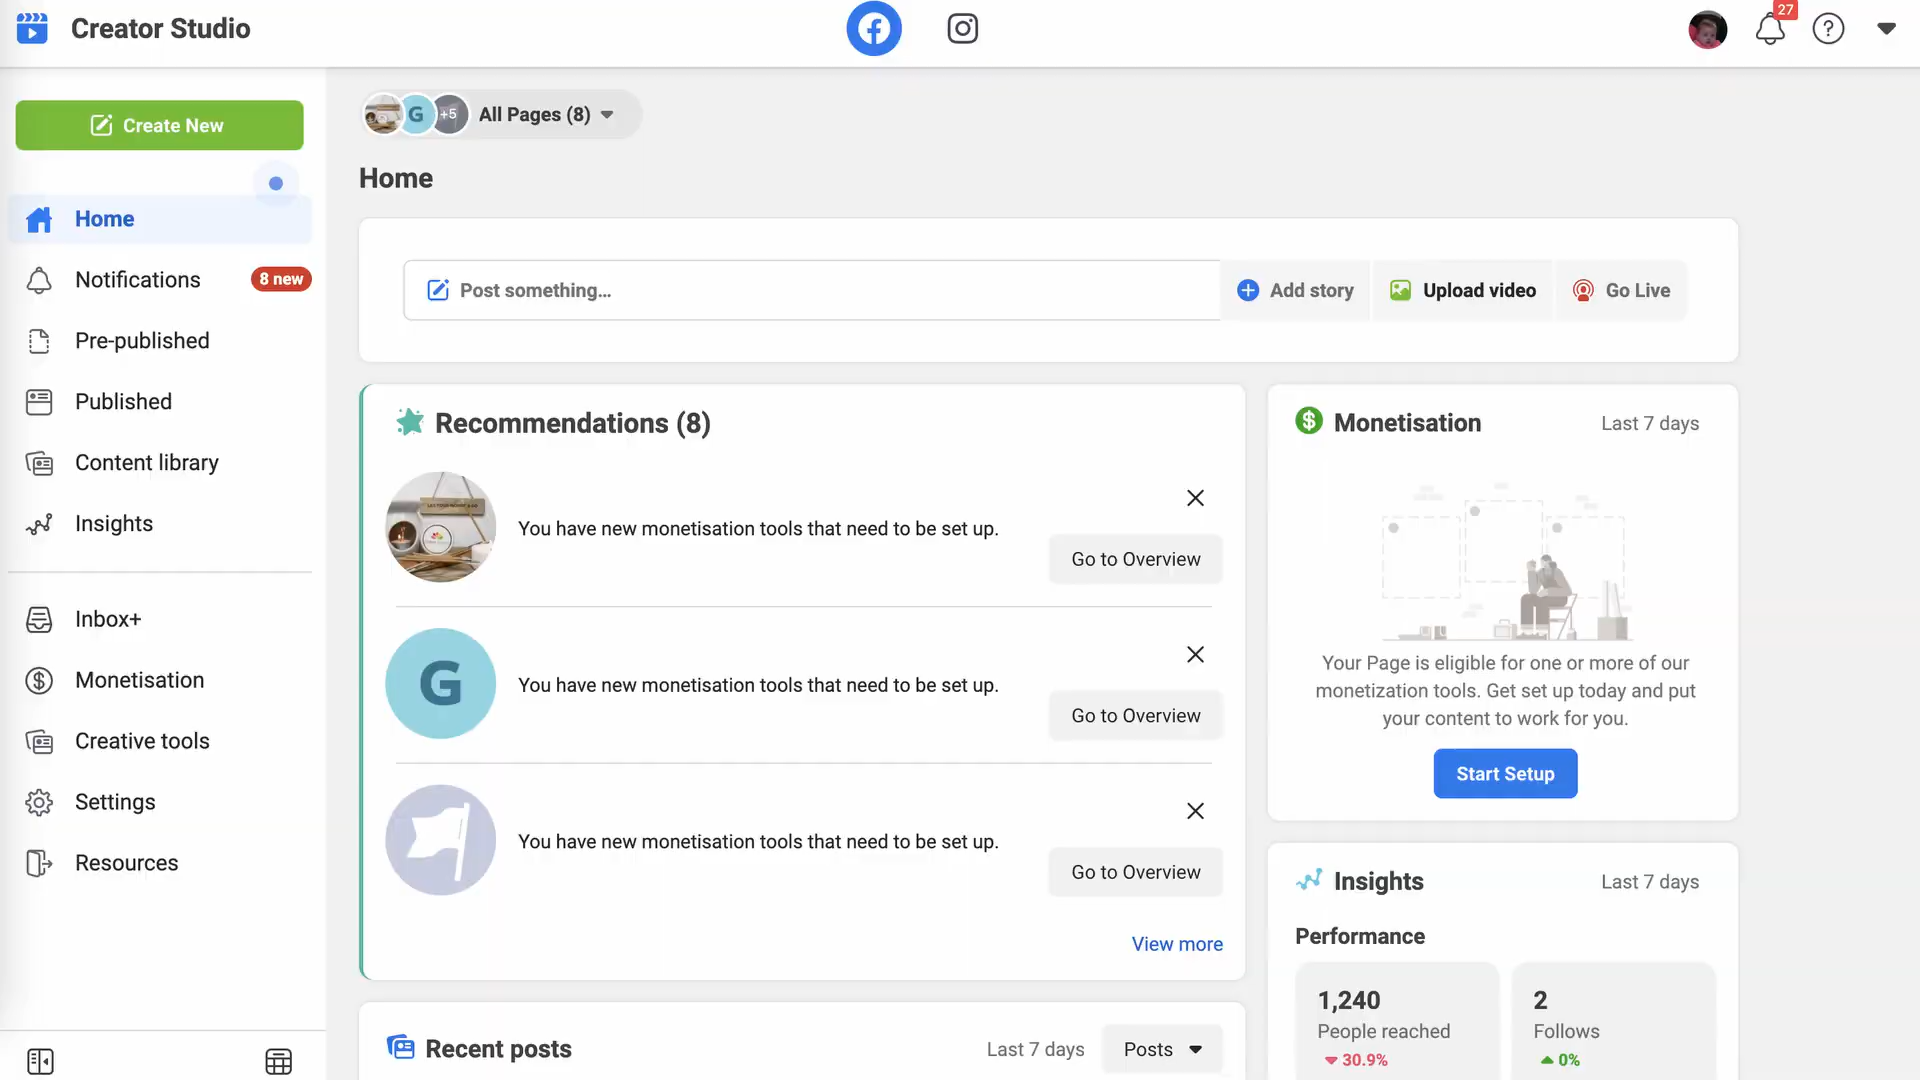 Creator Studio
27
Create New
Home
Notifications
8 new
Pre-published
Published
Content library
Insights
Inbox+
Monetisation
Creative tools
Settings
Resources
G
+5
All Pages (8)
Home
Post something...
Add story
Upload video
Go Live
Recommendations (8)
You have new monetisation tools that need to be set up.
Go to Overview
G
You have new monetisation tools that need to be set up.
Go to Overview
You have new monetisation tools that need to be set up.
Go to Overview
View more
Recent posts
Last 7 days
Posts
Monetisation
Last 7 days
Your Page is eligible for one or more of our
monetization tools. Get set up today and put
your content to work for you.
Start Setup
Insights
Last 7 days
Performance
1,240
People reached
30.9%
2
Follows
0%